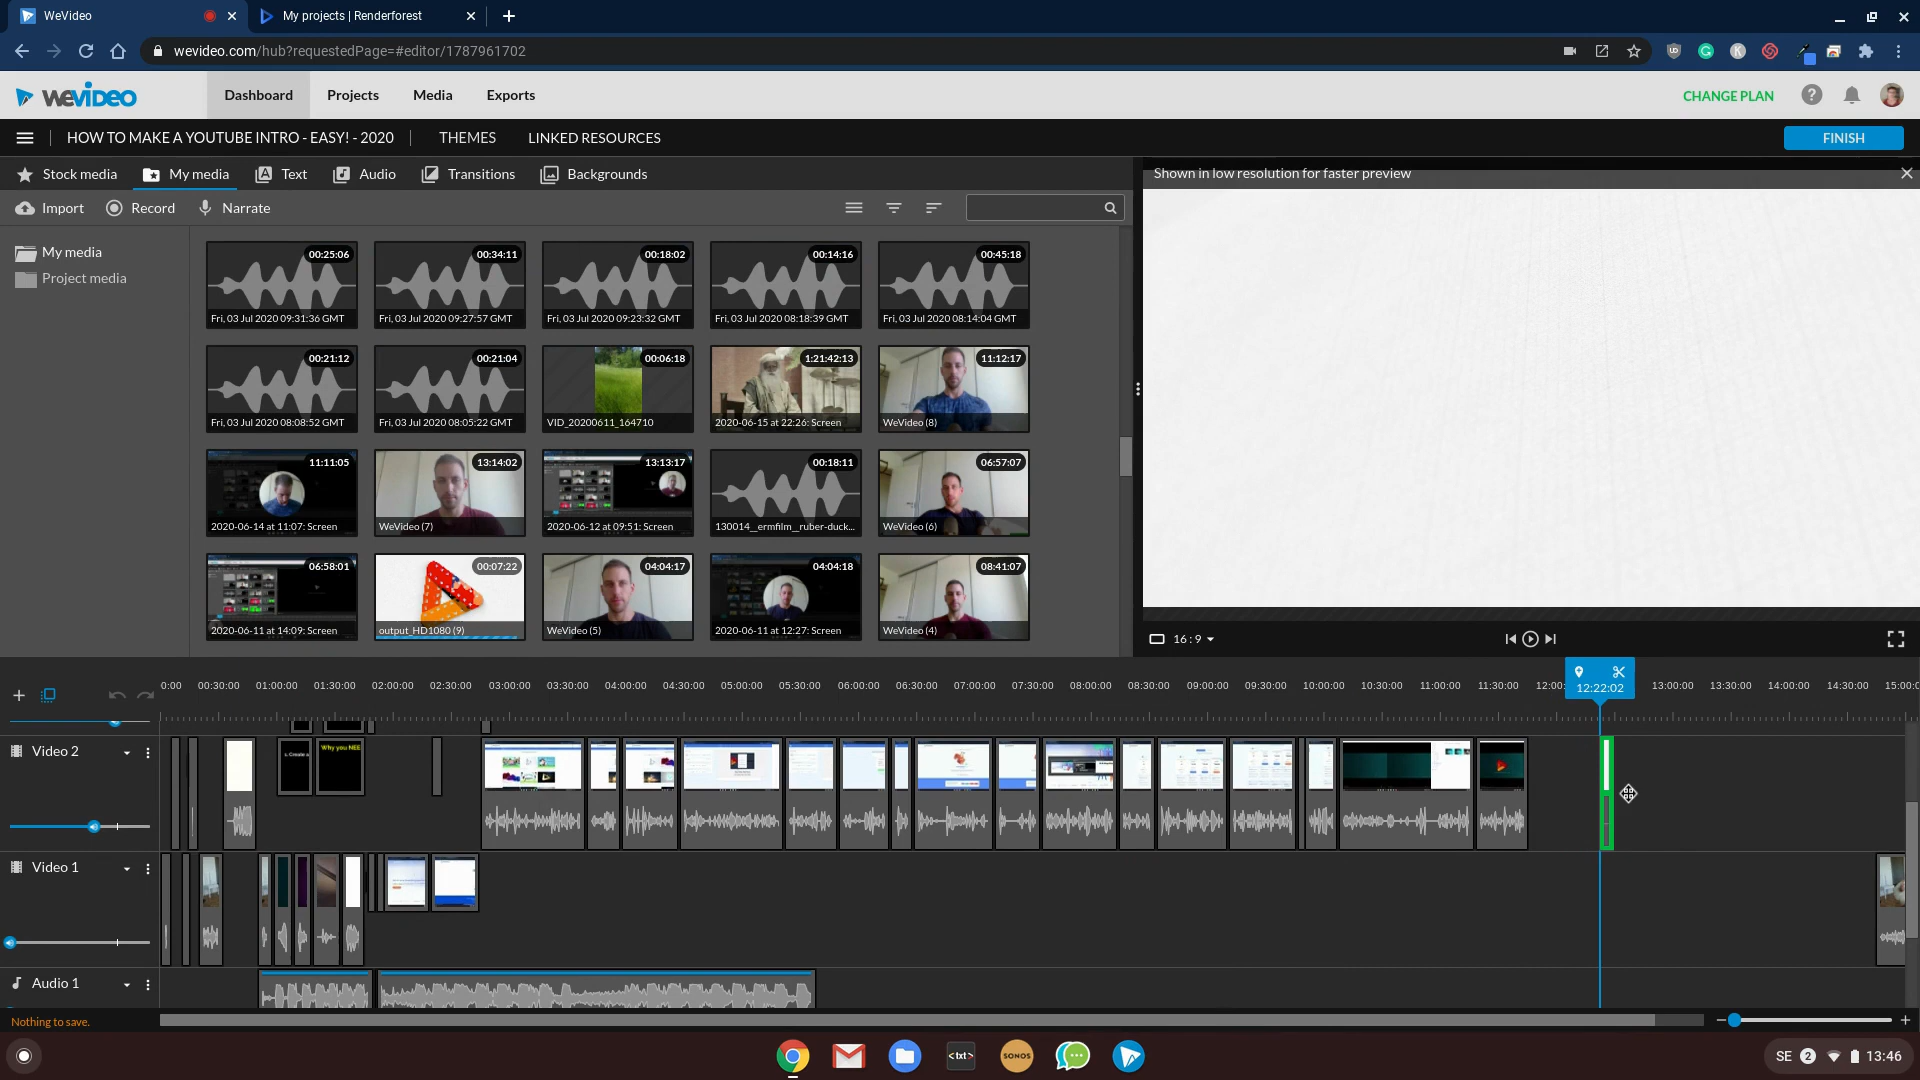 WeVideo
My projects | Renderforest
wevideo.com/hub?requestedPage=#editor/1787961702
WEVIDEO
Dashboard
Projects
Media
Exports
CHANGE PLAN
HOW TO MAKE A YOUTUBE INTRO - EASY! - 2020
THEMES
LINKED RESOURCES
FINISH
Stock media
My media
Text
Audio
Transitions
Backgrounds
Shown in low resolution for faster preview
Import
Record
Narrate
My media
Project media
00:25:06
00:34:11
00:18:02
00:14:16
00:45:18
Fri, 03 Jul 2020 09:31:36 GMT
Fri, 03 Jul 2020 09:27:57 GMT
Fri, 03 Jul 2020 09:23:32 GMT
Fri, 03 Jul 2020 08:18:39 GMT
Fri, 03 Jul 2020 08:14:04 GMT
00:21:12
00:21:04
00:06:18
1:21:42:13
11:12:17
Fri, 03 Jul 2020 08:08:52 GMT
Fri, 03 Jul 2020 08:05:22 GMT
VID_20200611_164710
2020-06-15 at 22:26: Screen
WeVideo (8)
11:11:05
13:14:02
13:13:17
00:18:11
06:57:07
2020-06-14 at 11:07: Screen
WeVideo (7)
2020-06-12 at 09:51: Screen
130014__ermfilm__ruber-duck...
WeVideo (6)
06:58:01
00:07:22
04:04:17
04:04:18
08:41:07
2020-06-11 at 14:09: Screen
output_HD1080 (9)
WeVideo (5)
2020-06-11 at 12:27: Screen
WeVideo (4)
16:9
0:00 00:30:00 01:00:00 01:30:00 02:00:00 02:30:00 03:00:00 03:30:00 04:00:00 04:30:00 05:00:00 05:30:00 06:00:00 06:30:00 07:00:00 07:30:00 08:00:00 08:30:00 09:00:00 09:30:00 10:00:00 10:30:00 11:00:00 11:30:00 12:00: 12:22:02 13:00:00 13:30:00 14:00:00 14:30:00 15:00:0
Video 2
1. Create a
Why you NEE
Video 1
Audio 1
Nothing to save.
<txt>
SONOS
SE 2 13:46